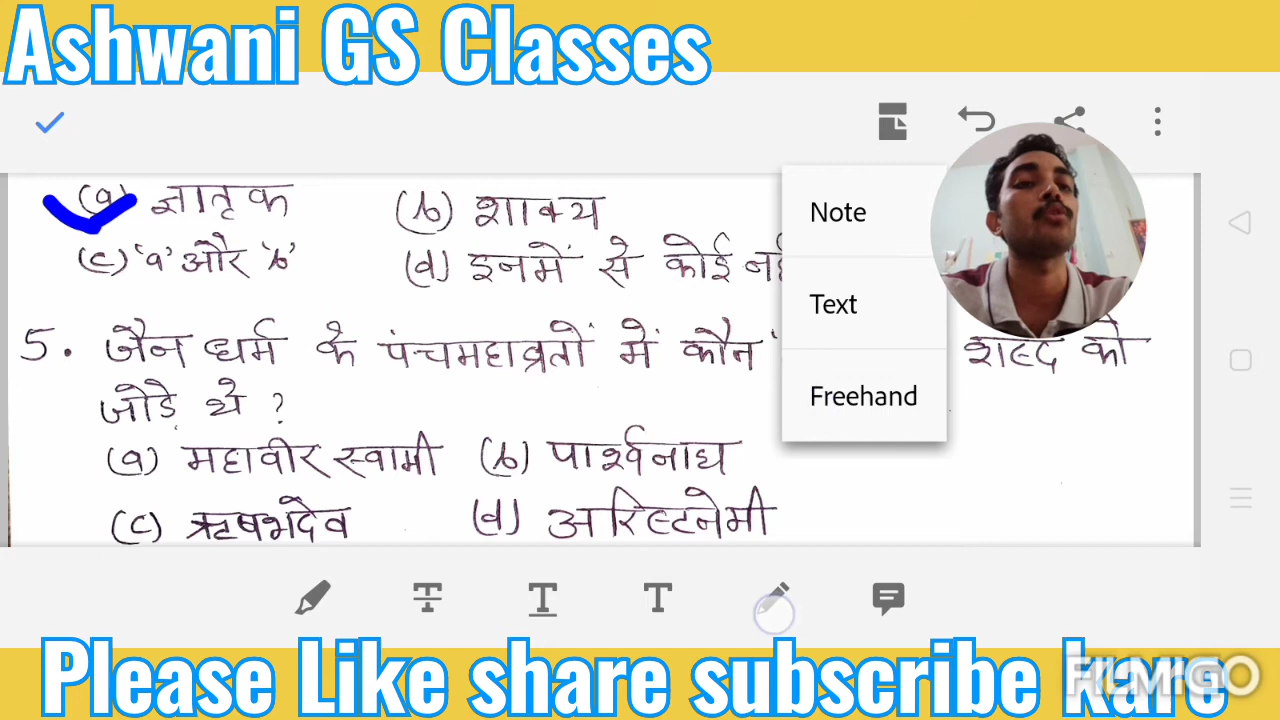 Ashwani GS Classes
(a) ज्ञातृक (b) शाक्य
(c) 'a' और 'b' (d) इनमें से कोई
Note
Text
Freehand
5. जैन धर्म के पंचमहाव्रतों में कौन शब्द को
जोड़े थे ?
(a) महावीर स्वामी (b) पार्श्वनाथ
(c) ऋषभदेव (d) अरिष्टनेमी
Please Like share subscribe kare
FILMIGO